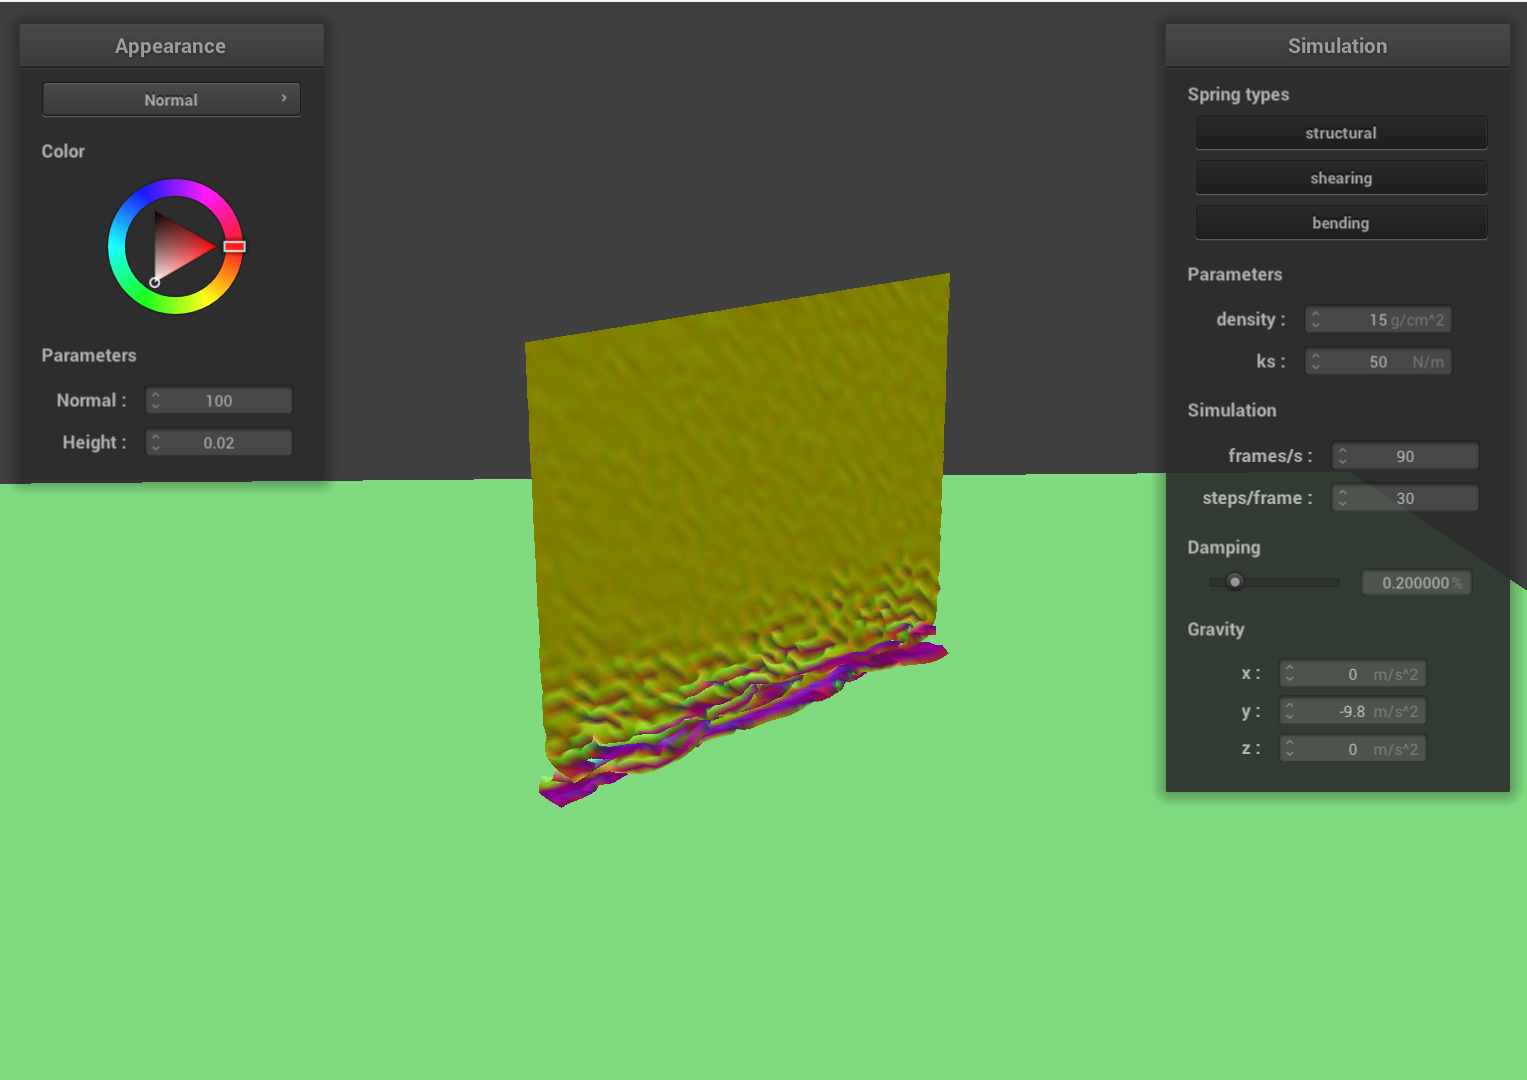 Appearance
Normal
Color
Parameters
Normal : 100
Height : 0.02
Simulation
Spring types
structural
shearing
bending
Parameters
density : 15 g/cm^2
ks : 50 N/m
Simulation
frames/s : 90
steps/frame : 30
Damping
0.200000 %
Gravity
x : 0 m/s^2
y : -9.8 m/s^2
z : 0 m/s^2